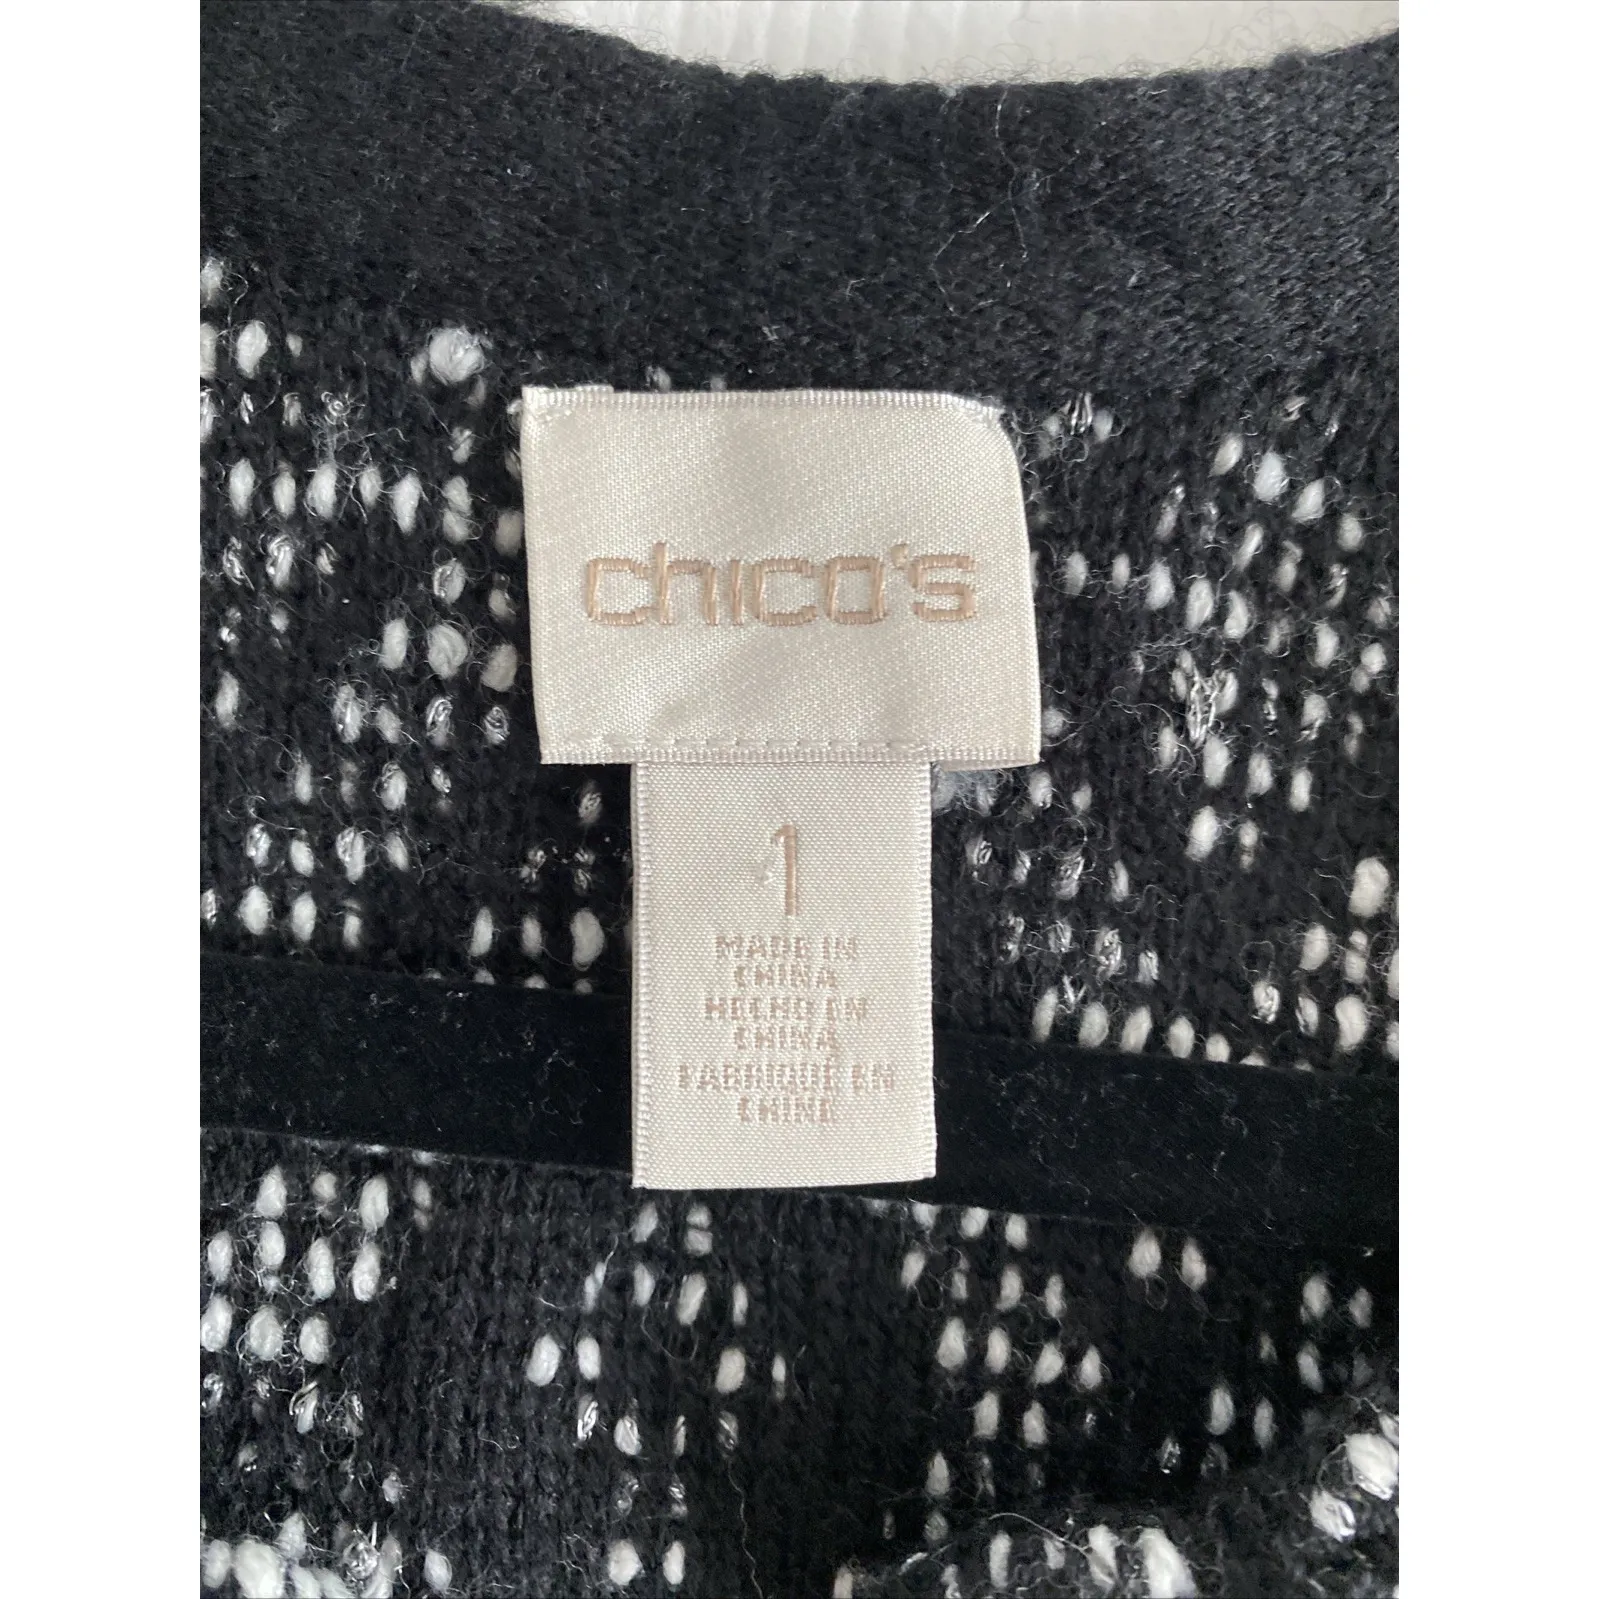 chico's
1
MADE IN
CHINA
HECHO EN
CHINA
FABRIQUÉ EN
CHINE